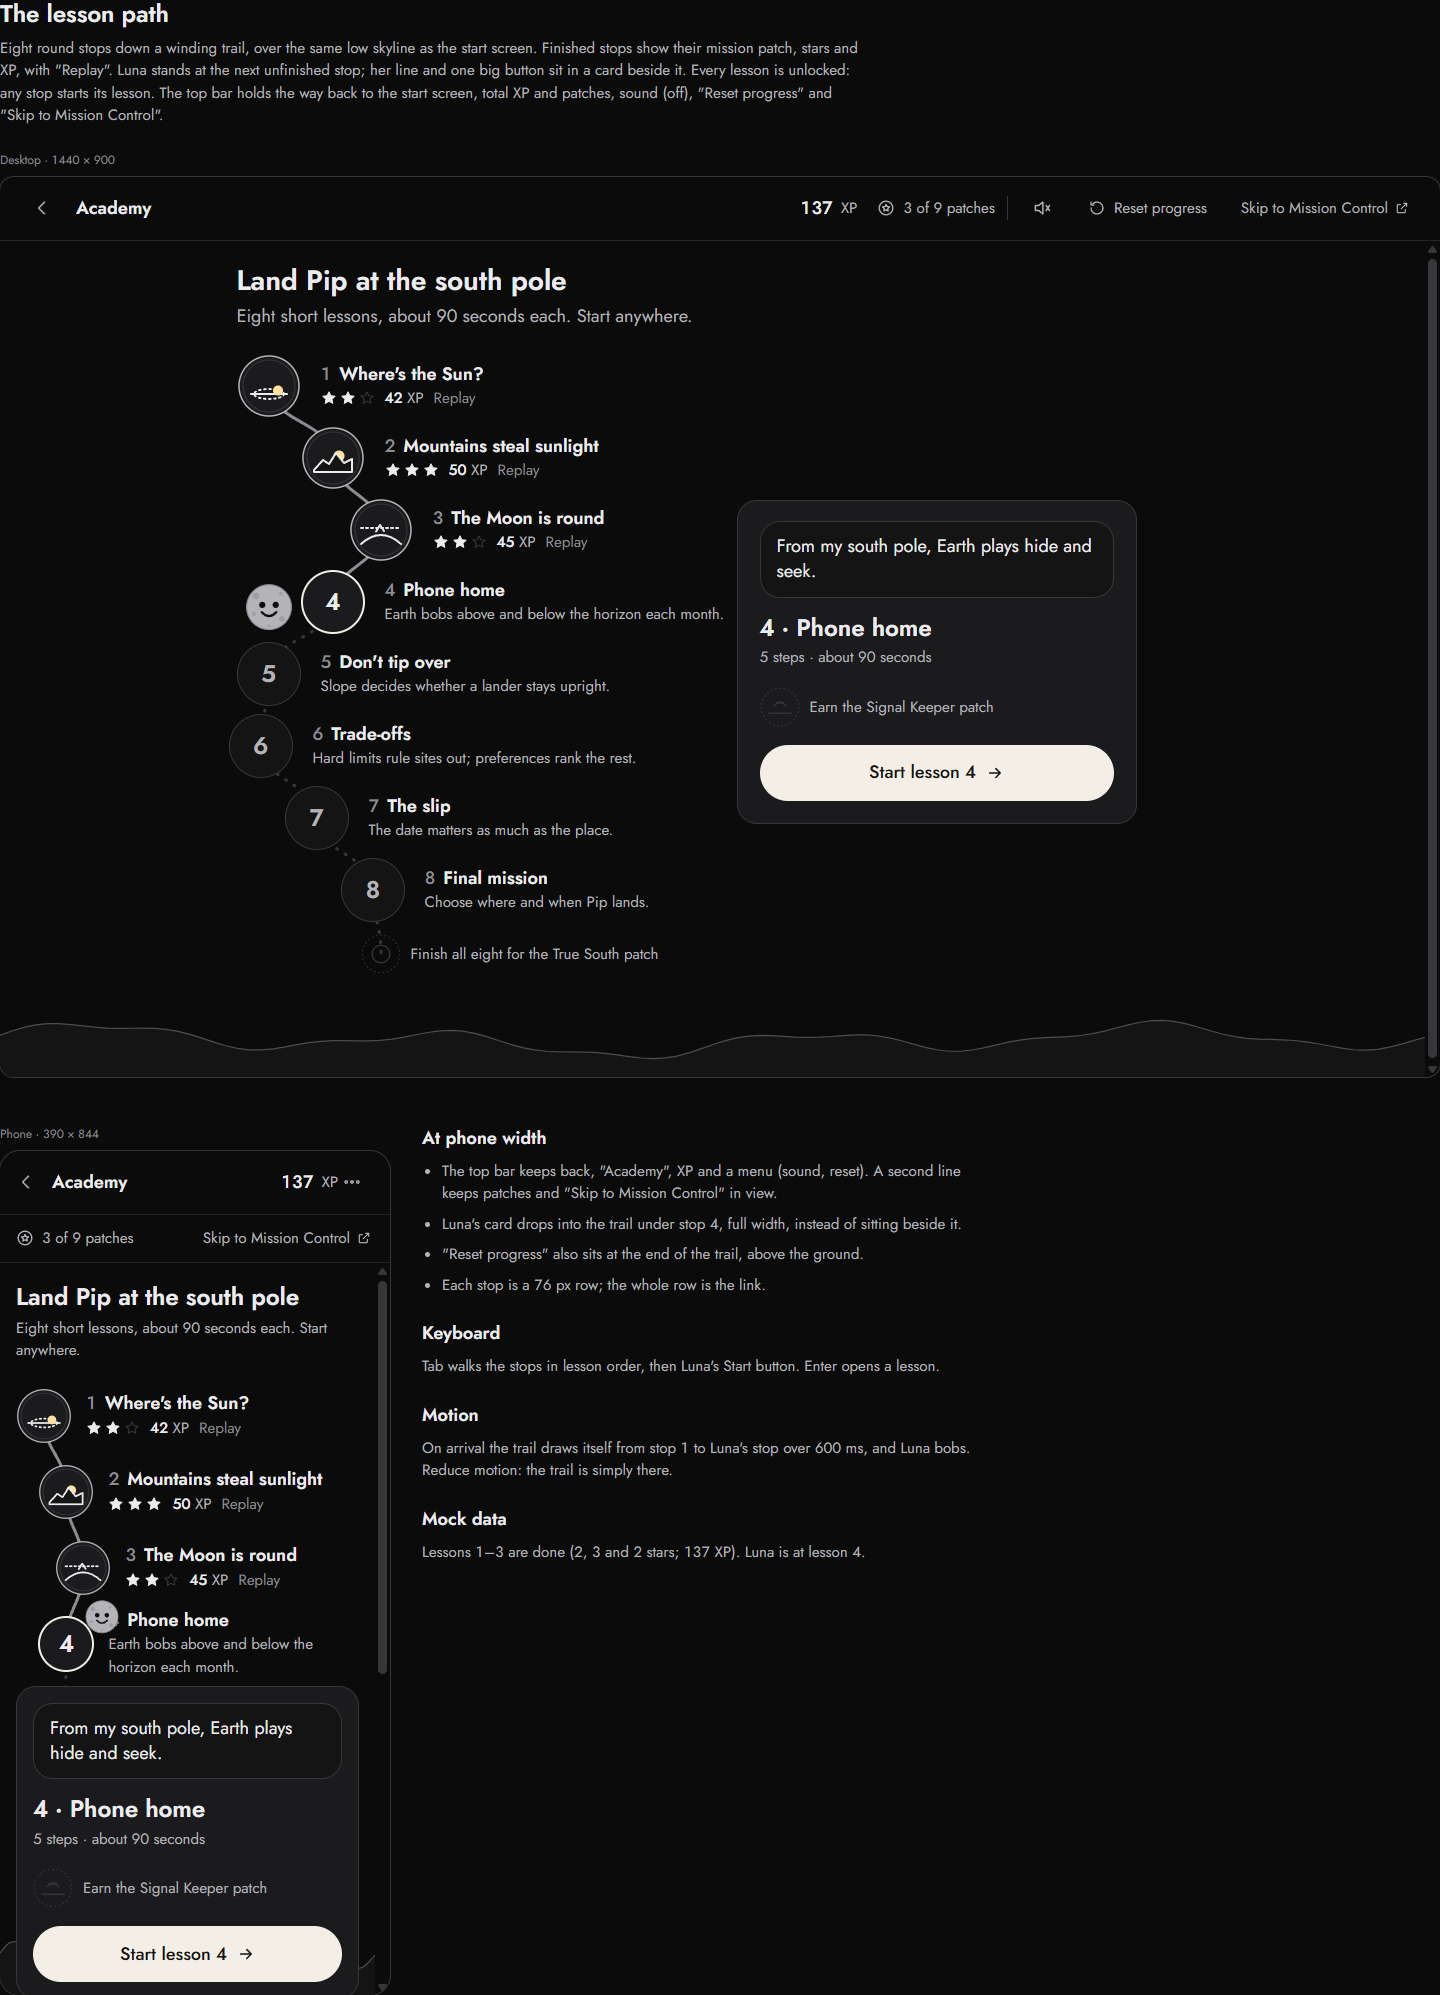 The lesson path
Eight round stops down a winding trail, over the same low skyline as the start screen. Finished stops show their mission patch, stars and
XP, with "Replay". Luna stands at the next unfinished stop; her line and one big button sit in a card beside it. Every lesson is unlocked:
any stop starts its lesson. The top bar holds the way back to the start screen, total XP and patches, sound (off), "Reset progress" and
"Skip to Mission Control".
Desktop · 1440 × 900
Academy
137 XP
3 of 9 patches
Reset progress
Skip to Mission Control
Land Pip at the south pole
Eight short lessons, about 90 seconds each. Start anywhere.
1 Where's the Sun?
42 XP Replay
2 Mountains steal sunlight
50 XP Replay
3 The Moon is round
45 XP Replay
4
4 Phone home
Earth bobs above and below the horizon each month.
5
5 Don't tip over
Slope decides whether a lander stays upright.
6
6 Trade-offs
Hard limits rule sites out; preferences rank the rest.
7
7 The slip
The date matters as much as the place.
8
8 Final mission
Choose where and when Pip lands.
Finish all eight for the True South patch
From my south pole, Earth plays hide and
seek.
4 · Phone home
5 steps · about 90 seconds
Earn the Signal Keeper patch
Start lesson 4
Phone · 390 × 844
Academy
137 XP
3 of 9 patches
Skip to Mission Control
Land Pip at the south pole
Eight short lessons, about 90 seconds each. Start
anywhere.
1 Where's the Sun?
42 XP Replay
2 Mountains steal sunlight
50 XP Replay
3 The Moon is round
45 XP Replay
4
Phone home
Earth bobs above and below the
horizon each month.
From my south pole, Earth plays
hide and seek.
4 · Phone home
5 steps · about 90 seconds
Earn the Signal Keeper patch
Start lesson 4
At phone width
• The top bar keeps back, "Academy", XP and a menu (sound, reset). A second line
keeps patches and "Skip to Mission Control" in view.
• Luna's card drops into the trail under stop 4, full width, instead of sitting beside it.
• "Reset progress" also sits at the end of the trail, above the ground.
• Each stop is a 76 px row; the whole row is the link.
Keyboard
Tab walks the stops in lesson order, then Luna's Start button. Enter opens a lesson.
Motion
On arrival the trail draws itself from stop 1 to Luna's stop over 600 ms, and Luna bobs.
Reduce motion: the trail is simply there.
Mock data
Lessons 1–3 are done (2, 3 and 2 stars; 137 XP). Luna is at lesson 4.